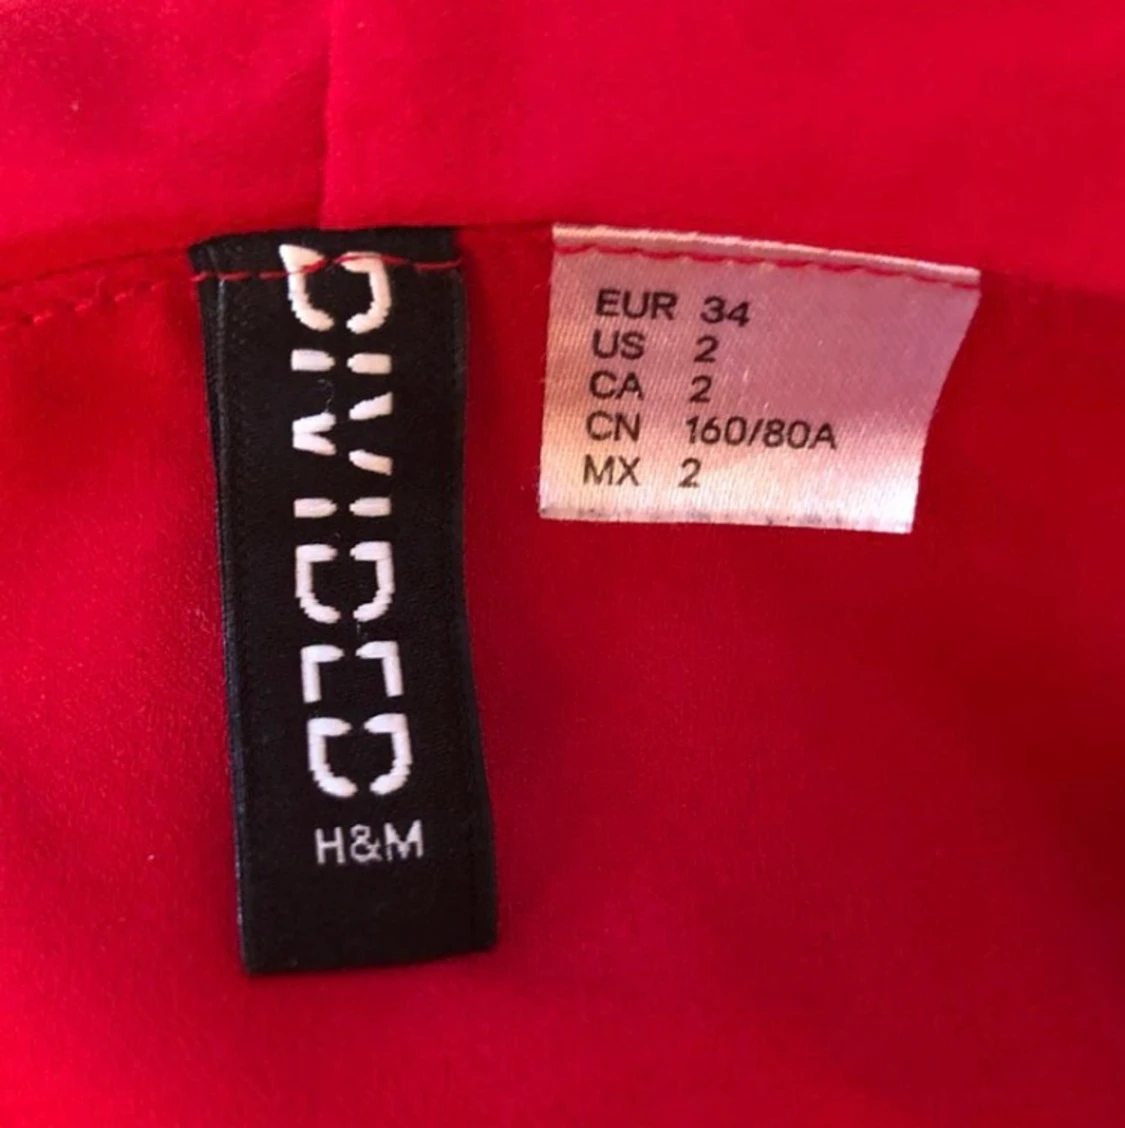 DIVIDED
H&M
EUR 34
US 2
CA 2
CN 160/80A
MX 2